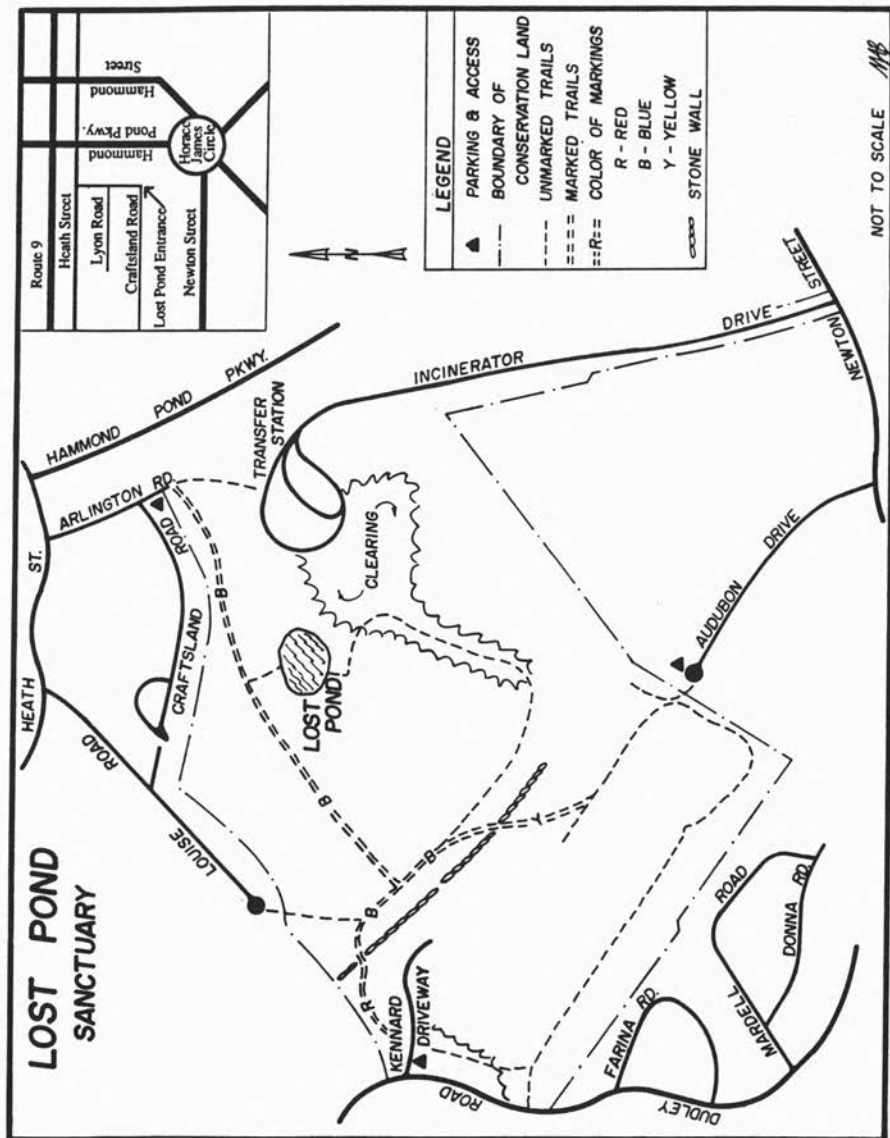 LOST POND
SANCTUARY
Route 9
Heath Street
Lyon Road
Craftsland Road
Lost Pond Entrance
Newton Street
Hammond
Pond Pkwy.
Hammond
Street
Horace
James
Circle
N
LEGEND
PARKING & ACCESS
BOUNDARY OF
CONSERVATION LAND
UNMARKED TRAILS
MARKED TRAILS
R
COLOR OF MARKINGS
R - RED
B - BLUE
Y - YELLOW
STONE WALL
NOT TO SCALE
HEATH ST.
HAMMOND POND PKWY.
ARLINGTON RD.
CRAFTSLAND ROAD
LOUISE ROAD
TRANSFER
STATION
INCINERATOR DRIVE
CLEARING
LOST
POND
B
B
B
B
R
Y
KENNARD
DRIVEWAY
AUDUBON DRIVE
NEWTON STREET
FARINA RD.
MARDELL ROAD
DONNA RD.
DUDLEY ROAD